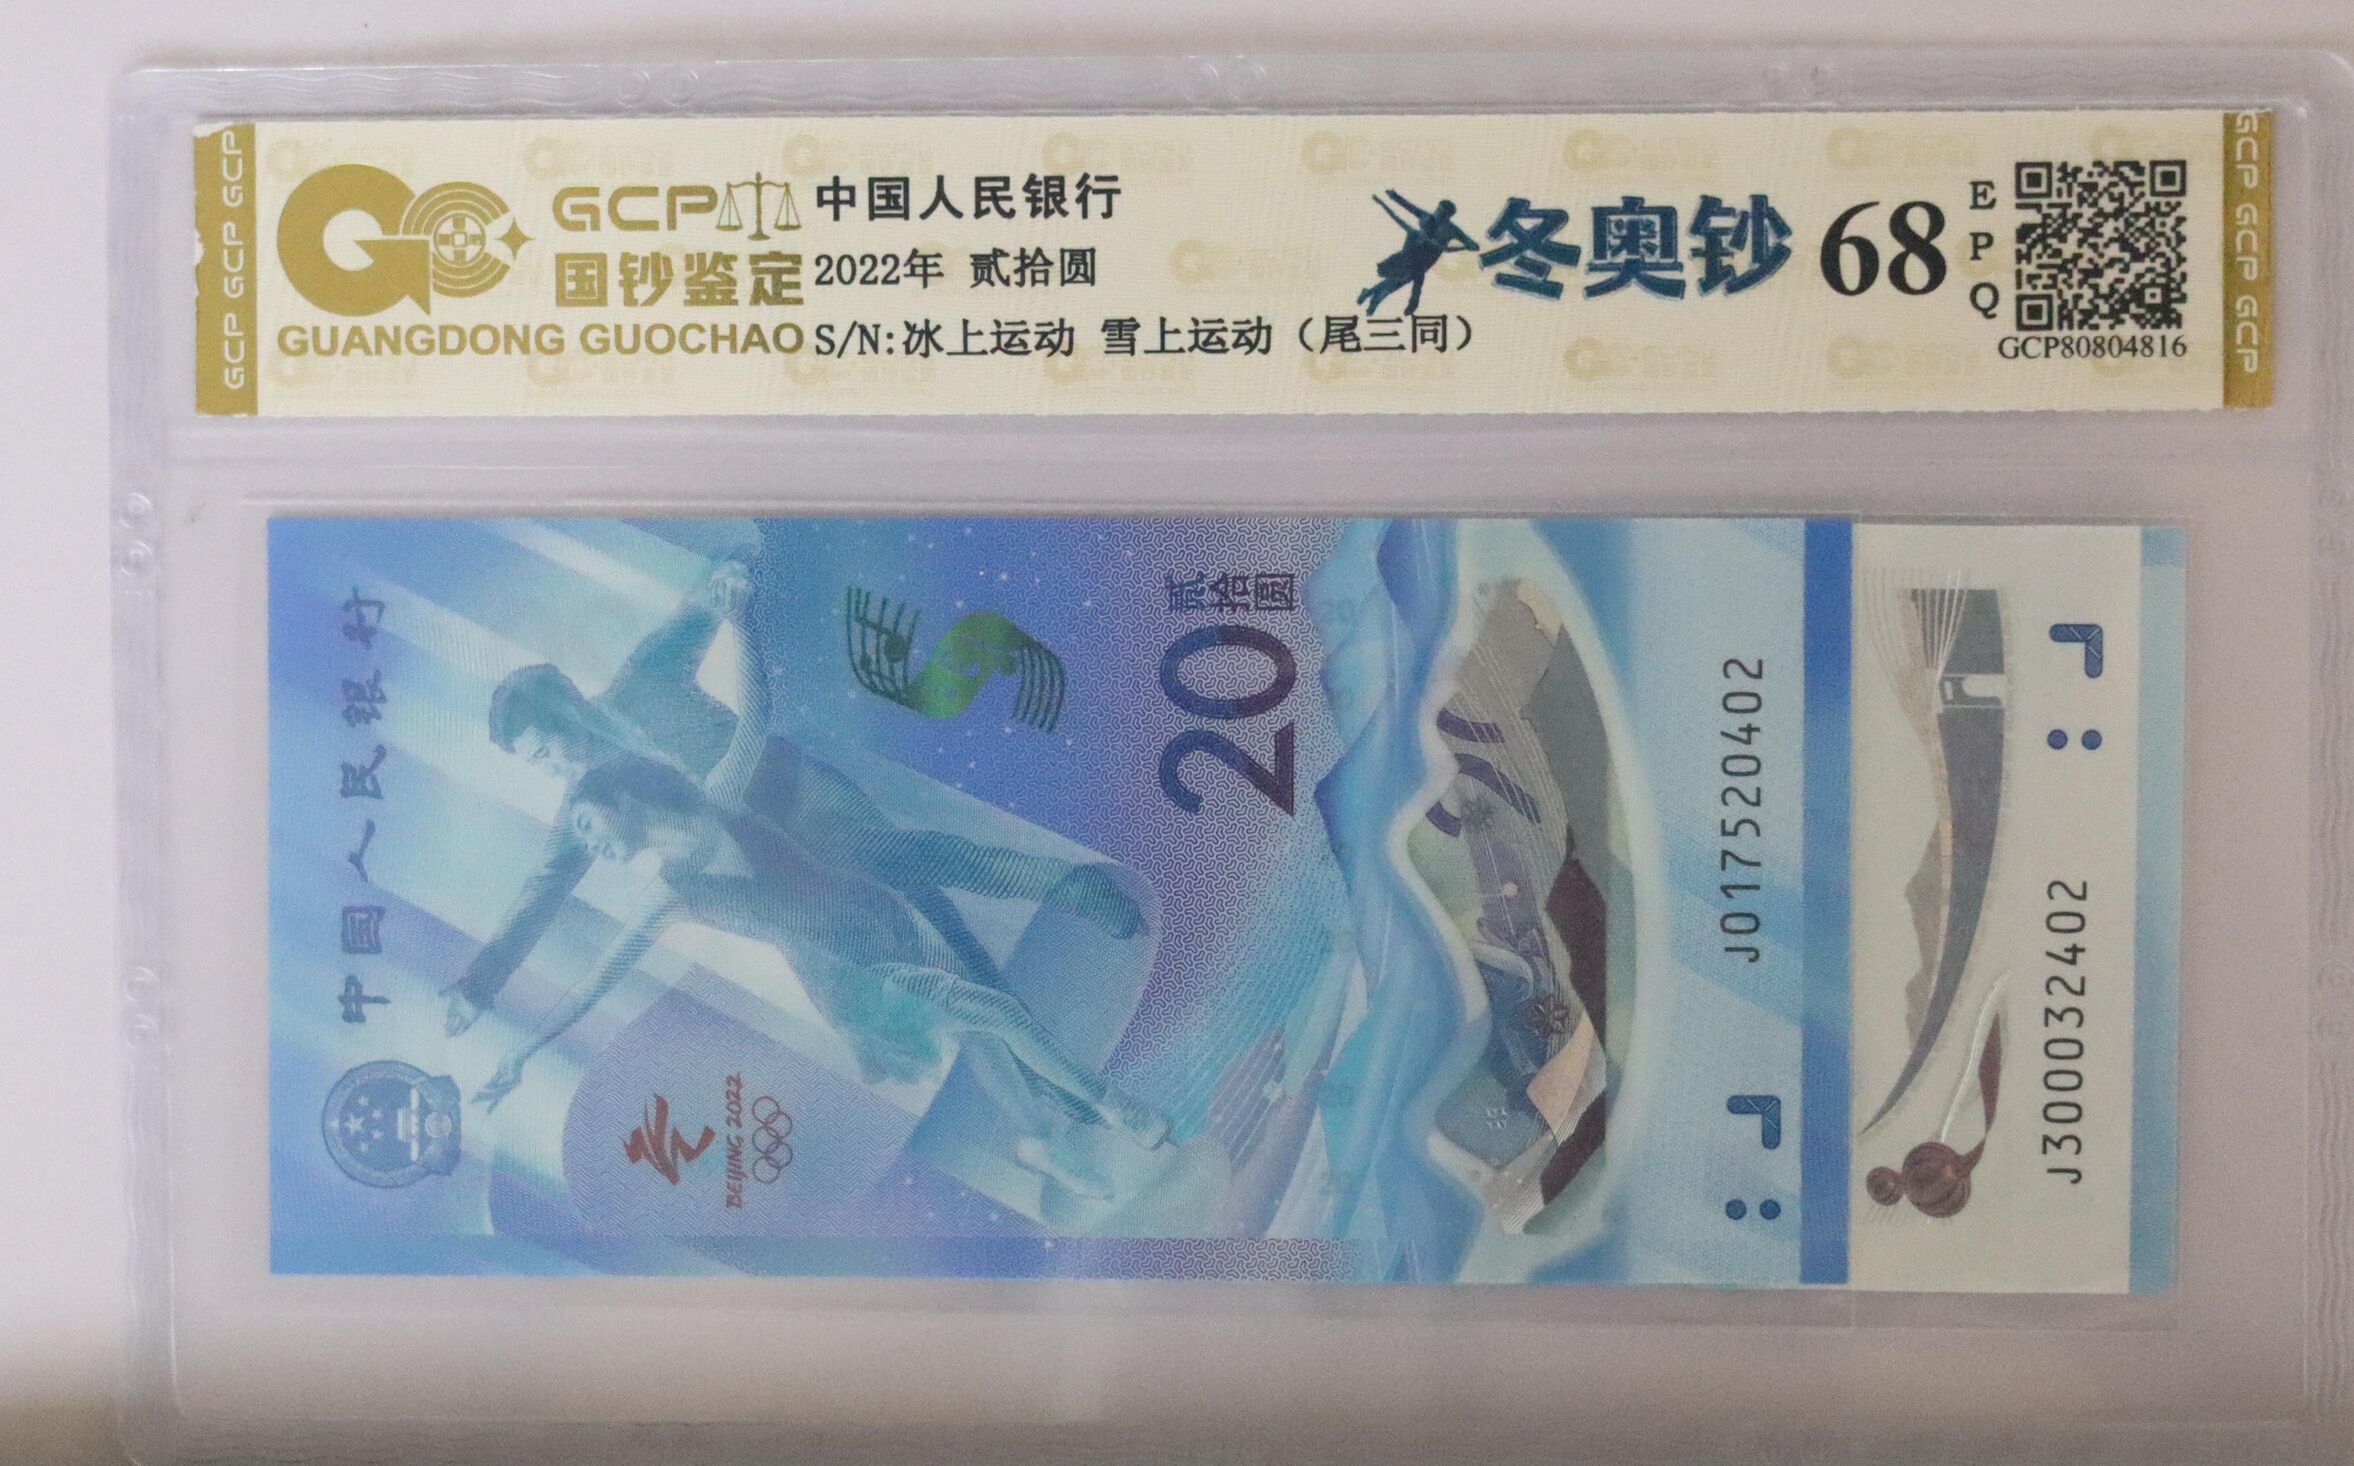 GCP GCP GCP
GCP
国钞鉴定
GUANGDONG GUOCHAO
中国人民银行
2022年 贰拾圆
S/N:冰上运动 雪上运动（尾三同）
冬奥钞
68
EPQ
GCP80804816
GCP GCP GCP
中国人民银行
BEIJING 2022
贰拾圆
20
J017520402
J300032402